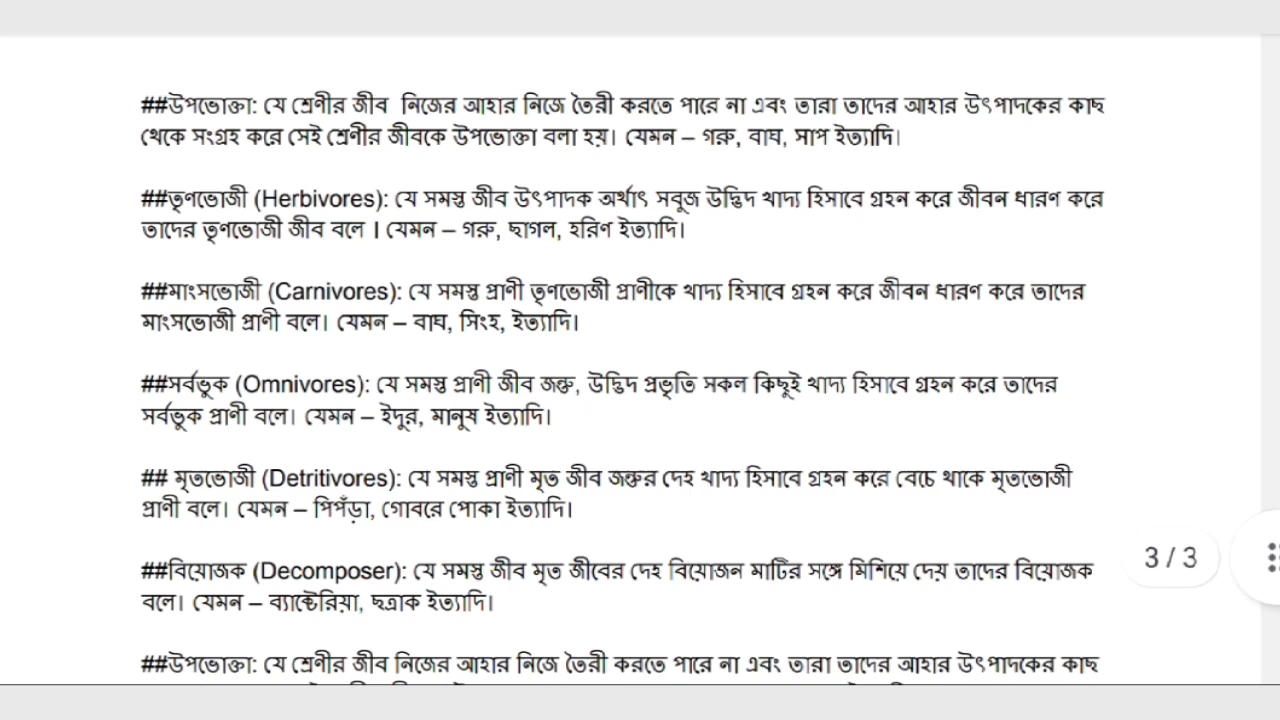 ##উপভোক্তা: যে শ্রেণীর জীব নিজের আহার নিজে তৈরী করতে পারে না এবং তারা তাদের আহার উৎপাদকের কাছ
থেকে সংগ্রহ করে সেই শ্রেণীর জীবকে উপভোক্তা বলা হয়। যেমন – গরু, বাঘ, সাপ ইত্যাদি।
##তৃণভোজী (Herbivores): যে সমস্ত জীব উৎপাদক অর্থাৎ সবুজ উদ্ভিদ খাদ্য হিসাবে গ্রহন করে জীবন ধারণ করে
তাদের তৃণভোজী জীব বলে । যেমন – গরু, ছাগল, হরিণ ইত্যাদি।
##মাংসভোজী (Carnivores): যে সমস্ত প্রাণী তৃণভোজী প্রাণীকে খাদ্য হিসাবে গ্রহন করে জীবন ধারণ করে তাদের
মাংসভোজী প্রাণী বলে। যেমন – বাঘ, সিংহ, ইত্যাদি।
##সর্বভুক (Omnivores): যে সমস্ত প্রাণী জীব জন্তু, উদ্ভিদ প্রভৃতি সকল কিছুই খাদ্য হিসাবে গ্রহন করে তাদের
সর্বভুক প্রাণী বলে। যেমন – ইদুর, মানুষ ইত্যাদি।
## মৃতভোজী (Detritivores): যে সমস্ত প্রাণী মৃত জীব জন্তুর দেহ খাদ্য হিসাবে গ্রহন করে বেচে থাকে মৃতভোজী
প্রাণী বলে। যেমন – পিপঁড়া, গোবরে পোকা ইত্যাদি।
3 / 3
##বিয়োজক (Decomposer): যে সমস্ত জীব মৃত জীবের দেহ বিয়োজন মাটির সঙ্গে মিশিয়ে দেয় তাদের বিয়োজক
বলে। যেমন – ব্যাক্টেরিয়া, ছত্রাক ইত্যাদি।
##উপভোক্তা: যে শ্রেণীর জীব নিজের আহার নিজে তৈরী করতে পারে না এবং তারা তাদের আহার উৎপাদকের কাছ